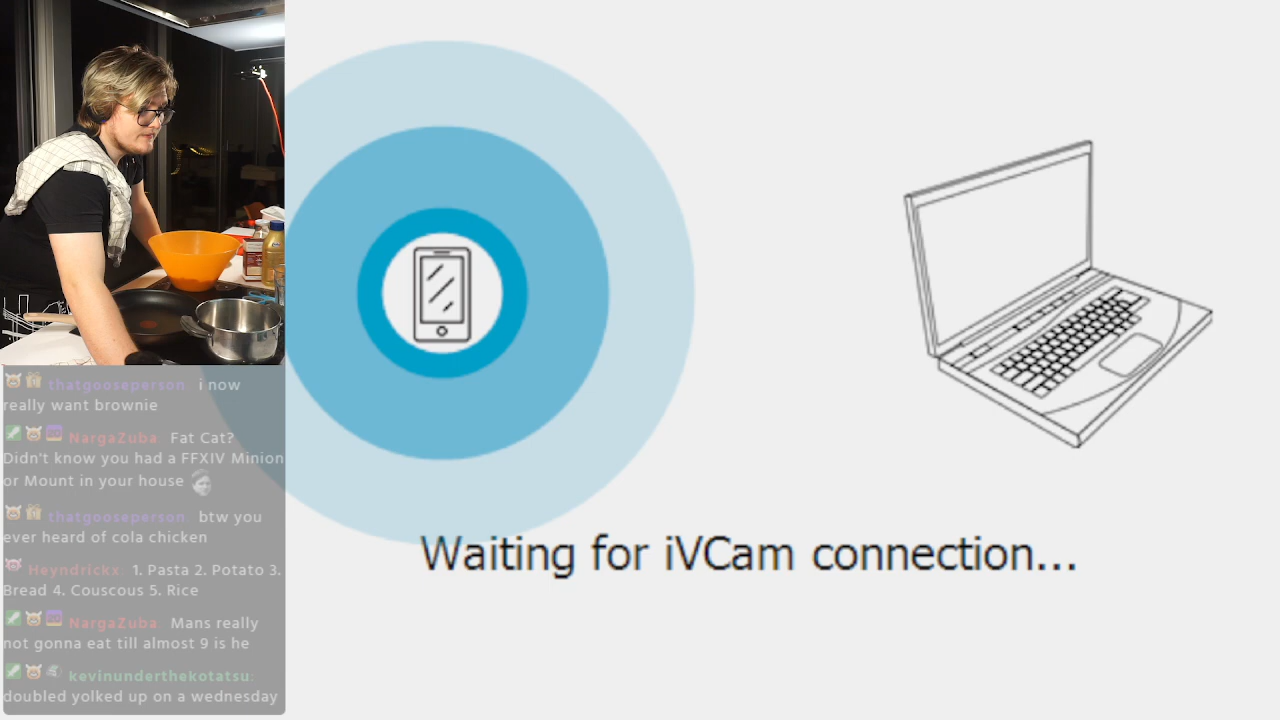 Waiting for iVCam connection...
thatgooseperson: i now
really want brownie
NargaZuba: Fat Cat?
Didn't know you had a FFXIV Minion
or Mount in your house
thatgooseperson: btw you
ever heard of cola chicken
Heyndrickx: 1. Pasta 2. Potato 3.
Bread 4. Couscous 5. Rice
NargaZuba: Mans really
not gonna eat till almost 9 is he
kevinunderthekotatsu:
doubled yolked up on a wednesday